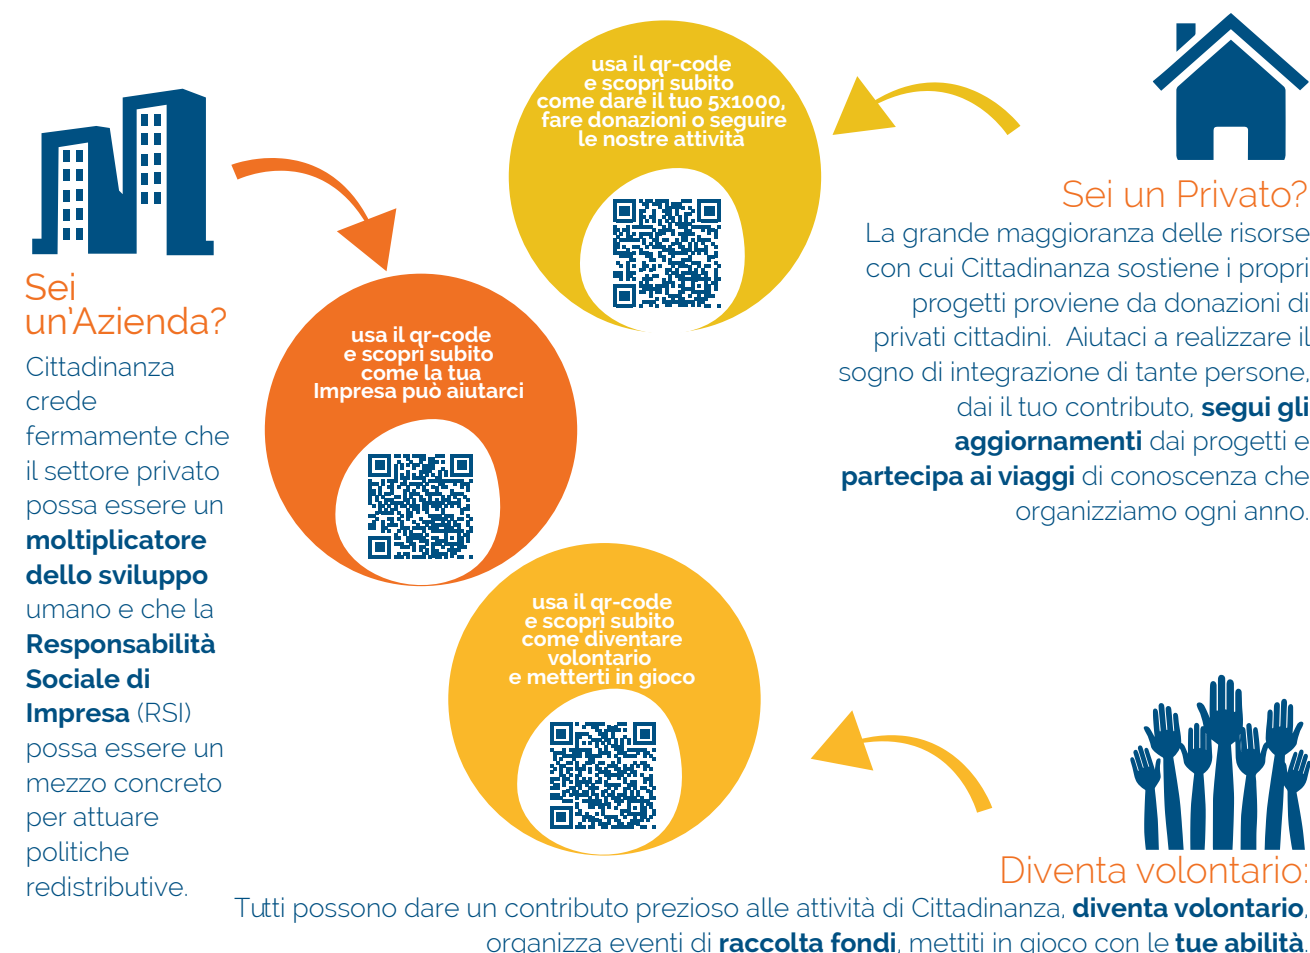 usa il qr-code
e scopri subito
come dare il tuo 5x1000,
fare donazioni o seguire
le nostre attività
Sei un Privato?
La grande maggioranza delle risorse
con cui Cittadinanza sostiene i propri
progetti proviene da donazioni di
privati cittadini. Aiutaci a realizzare il
sogno di integrazione di tante persone,
dai il tuo contributo, segui gli
aggiornamenti dai progetti e
partecipa ai viaggi di conoscenza che
organizziamo ogni anno.
Sei
un'Azienda?
Cittadinanza
crede
fermamente che
il settore privato
possa essere un
moltiplicatore
dello sviluppo
umano e che la
Responsabilità
Sociale di
Impresa (RSI)
possa essere un
mezzo concreto
per attuare
politiche
redistributive.
usa il qr-code
e scopri subito
come la tua
Impresa può aiutarci
usa il qr-code
e scopri subito
come diventare
volontario
e metterti in gioco
Diventa volontario:
Tutti possono dare un contributo prezioso alle attività di Cittadinanza, diventa volontario,
organizza eventi di raccolta fondi, mettiti in gioco con le tue abilità.